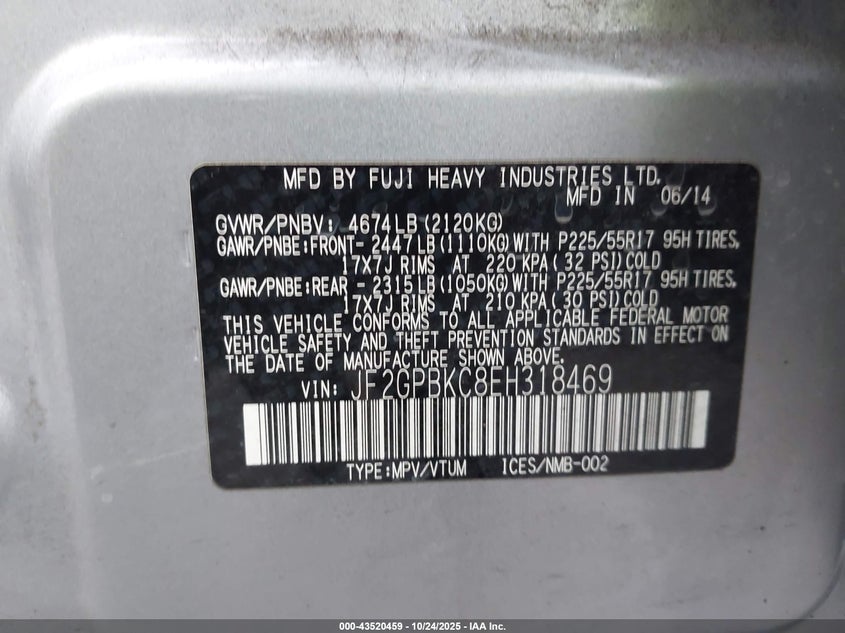 MFD BY FUJI HEAVY INDUSTRIES LTD.
MFD IN 06/14
GVWR/PNBV: 4674LB(2120KG)
GAWR/PNBE:FRONT- 2447LB(1110KG)WITH P225/55R17 95H TIRES,
17X7J RIMS AT 220 KPA(32 PSI)COLD
GAWR/PNBE:REAR - 2315LB(1050KG)WITH P225/55R17 95H TIRES,
17X7J RIMS AT 210 KPA(30 PSI)COLD
THIS VEHICLE CONFORMS TO ALL APPLICABLE FEDERAL MOTOR
VEHICLE SAFETY AND THEFT PREVENTION STANDARDS IN EFFECT ON
THE DATE OF MANUFACTURE SHOWN ABOVE.
VIN: JF2GPBKC8EH318469
TYPE:MPV/VTUM ICES/NMB-002
000-43520459 - 10/24/2025 - IAA Inc.